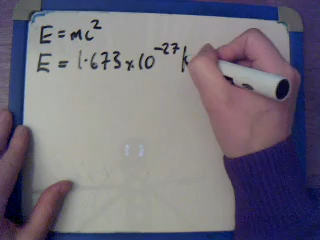 E = mc²
E = 1.673 × 10⁻²⁷ k